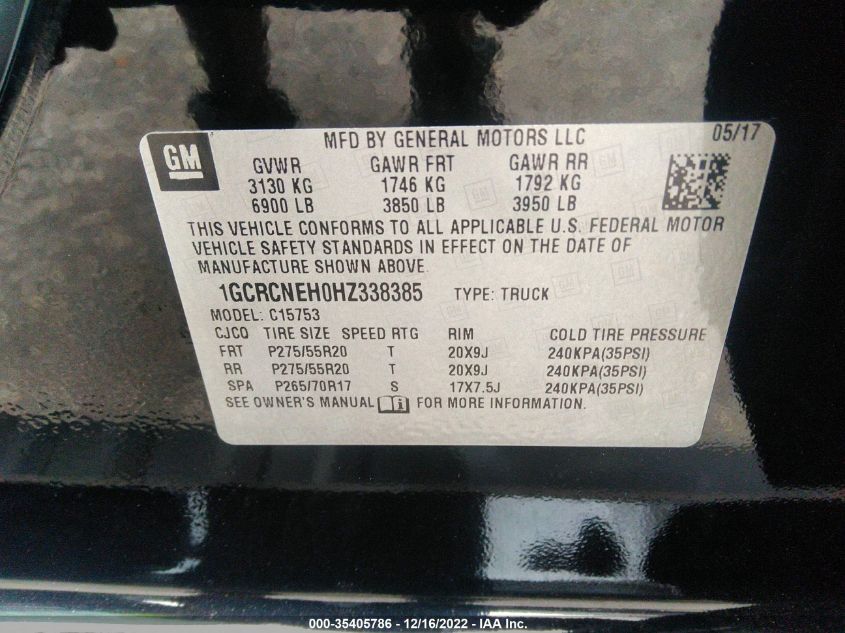 GM
MFD BY GENERAL MOTORS LLC 05/17
GVWR GAWR FRT GAWR RR
3130 KG 1746 KG 1792 KG
6900 LB 3850 LB 3950 LB
THIS VEHICLE CONFORMS TO ALL APPLICABLE U.S. FEDERAL MOTOR
VEHICLE SAFETY STANDARDS IN EFFECT ON THE DATE OF
MANUFACTURE SHOWN ABOVE.
1GCRCNEH0HZ338385 TYPE: TRUCK
MODEL: C15753
CJCO TIRE SIZE SPEED RTG RIM COLD TIRE PRESSURE
FRT P275/55R20 T 20X9J 240KPA(35PSI)
RR P275/55R20 T 20X9J 240KPA(35PSI)
SPA P265/70R17 S 17X7.5J 240KPA(35PSI)
SEE OWNER'S MANUAL FOR MORE INFORMATION.
000-35405786 - 12/16/2022 - IAA Inc.